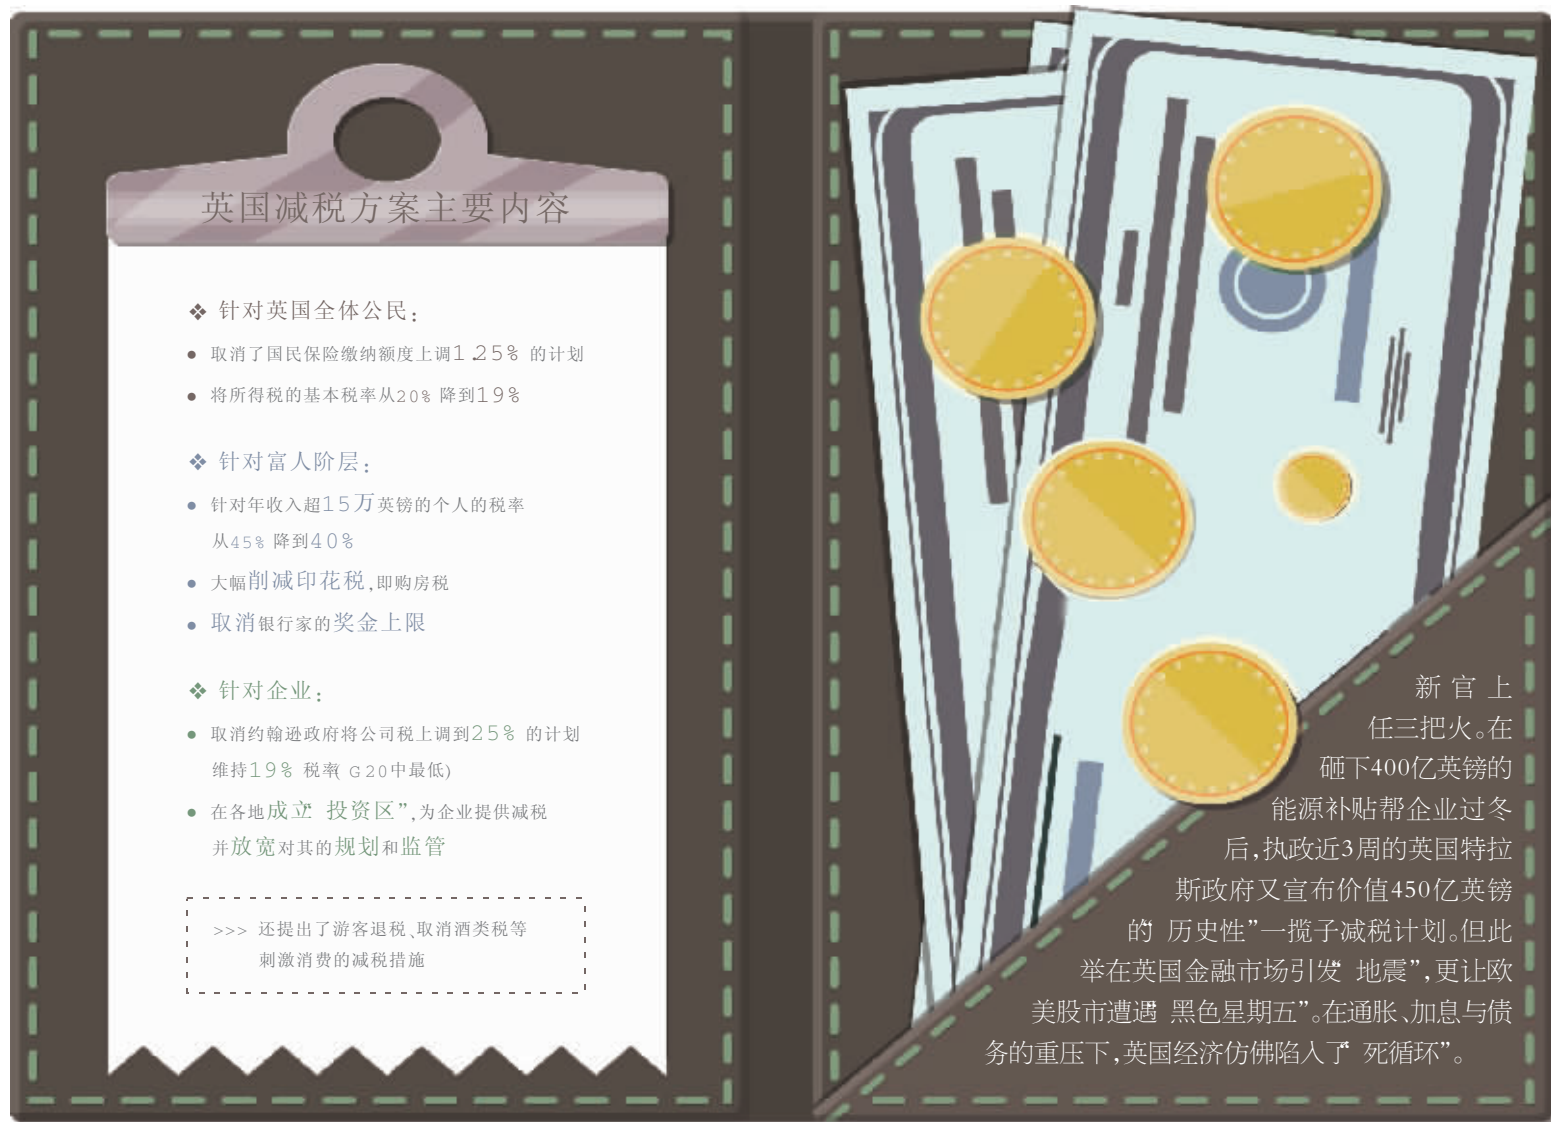 英国减税方案主要内容
❖ 针对英国全体公民:
● 取消了国民保险缴纳额度上调1.25% 的计划
● 将所得税的基本税率从20% 降到19%
❖ 针对富人阶层:
● 针对年收入超15万英镑的个人的税率
从45% 降到40%
● 大幅削减印花税,即购房税
● 取消银行家的奖金上限
❖ 针对企业:
● 取消约翰逊政府将公司税上调到25% 的计划
维持19% 税率( G20中最低)
● 在各地成立“ 投资区”,为企业提供减税
并放宽对其的规划和监管
>>> 还提出了游客退税、取消酒类税等
刺激消费的减税措施
新官上
任三把火。在
砸下400亿英镑的
能源补贴帮企业过冬
后,执政近3周的英国特拉
斯政府又宣布价值450亿英镑
的“ 历史性”一揽子减税计划。但此
举在英国金融市场引发“ 地震”,更让欧
美股市遭遇“ 黑色星期五”。在通胀、加息与债
务的重压下,英国经济仿佛陷入了“ 死循环”。